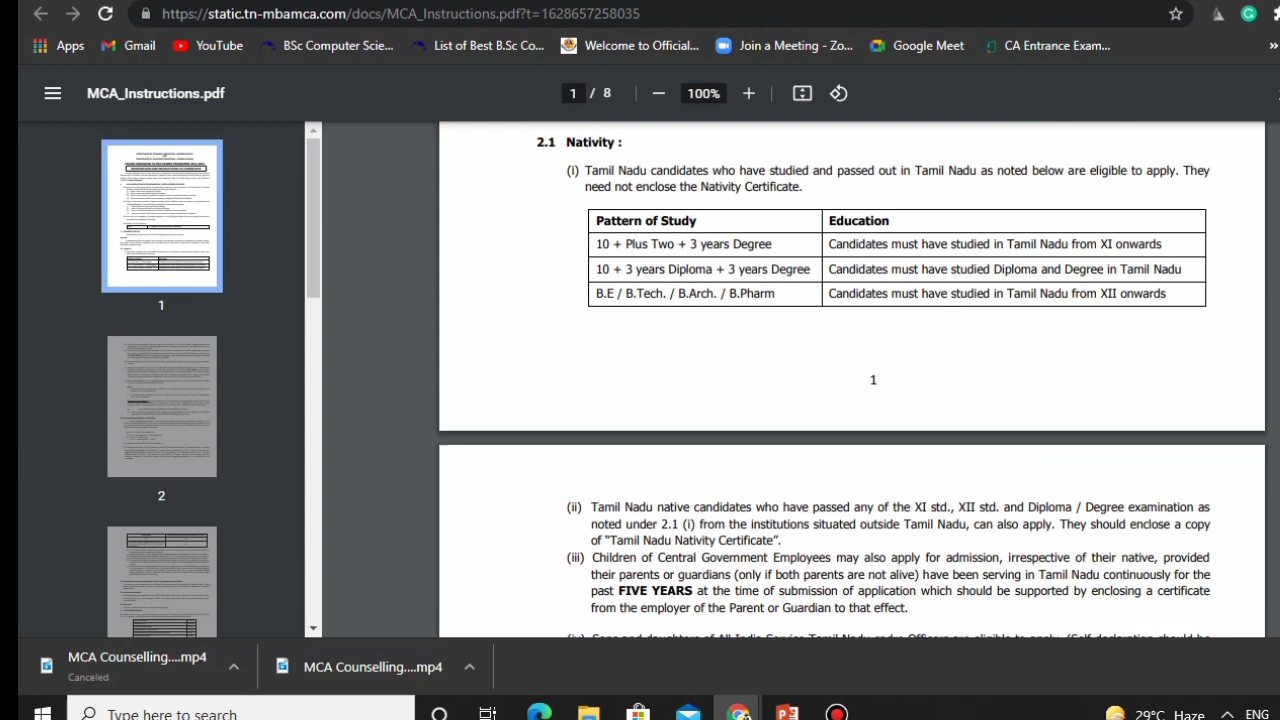 https://static.tn-mbamca.com/docs/MCA_Instructions.pdf?t=1628657258035
Apps Gmail YouTube BSc Computer Scie... List of Best B.Sc Co... Welcome to Official... Join a Meeting - Zo... Google Meet CA Entrance Exam... »
MCA_Instructions.pdf 1 / 8 — 100% +
2.1 Nativity :
(i) Tamil Nadu candidates who have studied and passed out in Tamil Nadu as noted below are eligible to apply. They
need not enclose the Nativity Certificate.
Pattern of Study Education
10 + Plus Two + 3 years Degree Candidates must have studied in Tamil Nadu from XI onwards
10 + 3 years Diploma + 3 years Degree Candidates must have studied Diploma and Degree in Tamil Nadu
B.E / B.Tech. / B.Arch. / B.Pharm Candidates must have studied in Tamil Nadu from XII onwards
1
1
2
(ii) Tamil Nadu native candidates who have passed any of the XI std., XII std. and Diploma / Degree examination as
noted under 2.1 (i) from the institutions situated outside Tamil Nadu, can also apply. They should enclose a copy
of "Tamil Nadu Nativity Certificate".
(iii) Children of Central Government Employees may also apply for admission, irrespective of their native, provided
their parents or guardians (only if both parents are not alive) have been serving in Tamil Nadu continuously for the
past FIVE YEARS at the time of submission of application which should be supported by enclosing a certificate
from the employer of the Parent or Guardian to that effect.
MCA Counselling....mp4
Canceled
MCA Counselling....mp4
Type here to search
29°C Haze ENG